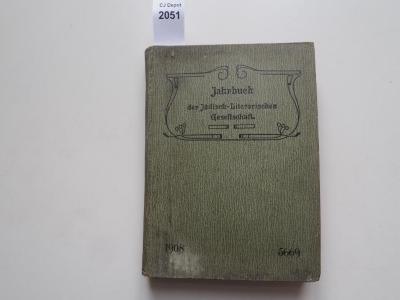 CJ Depot
2051
Jahrbuch
der Jüdisch-Literarischen
Gesellschaft.
1908 5669